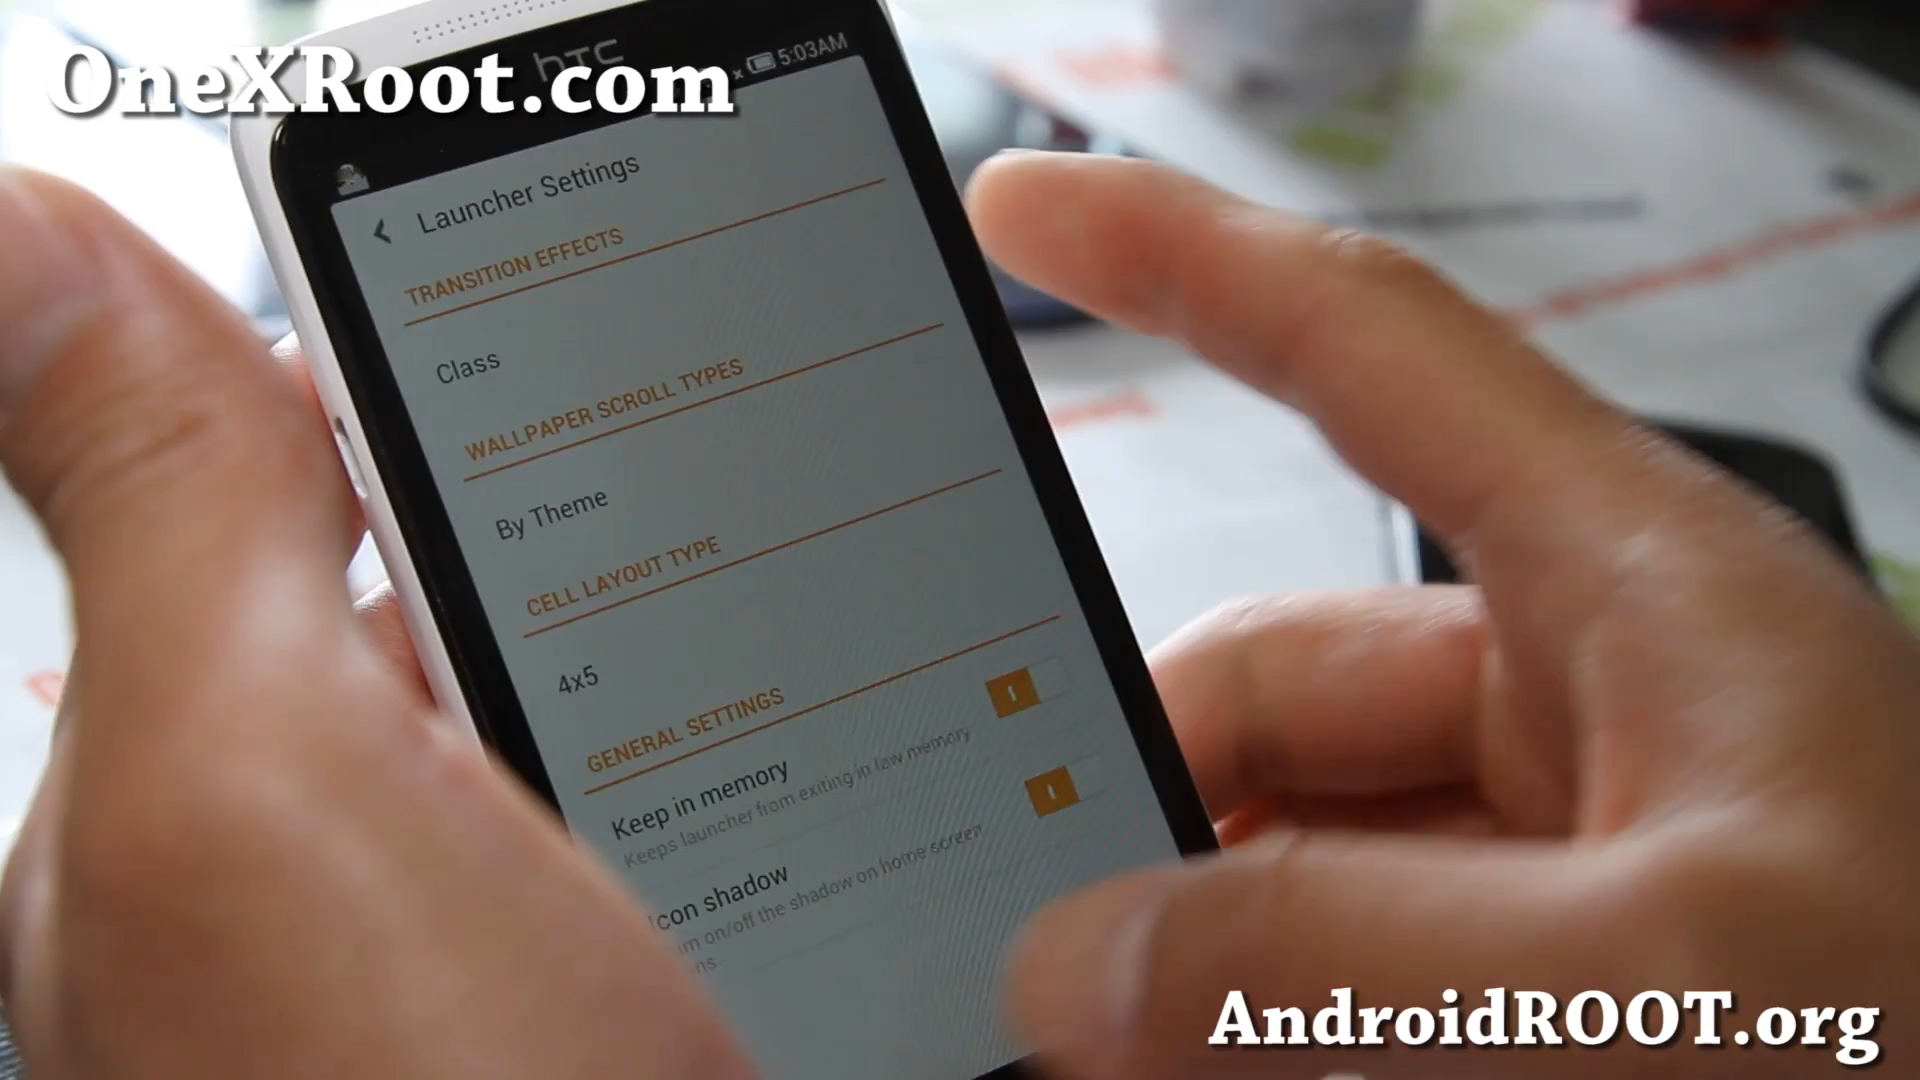 OneXRoot.com
hTC
5:03AM
Launcher Settings
TRANSITION EFFECTS
Class
WALLPAPER SCROLL TYPES
By Theme
CELL LAYOUT TYPE
4x5
GENERAL SETTINGS
Keep in memory
Keeps launcher from exiting in law memory
Icon shadow
on/off the shadow on home screen
AndroidROOT.org